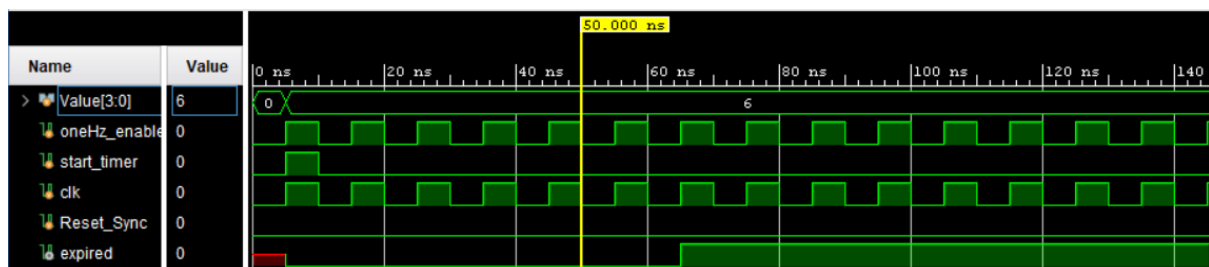 50.000 ns
Name Value 0 ns 20 ns 40 ns 60 ns 80 ns 100 ns 120 ns 140
> Value[3:0] 6 0 6
oneHz_enable 0
start_timer 0
clk 0
Reset_Sync 0
expired 0